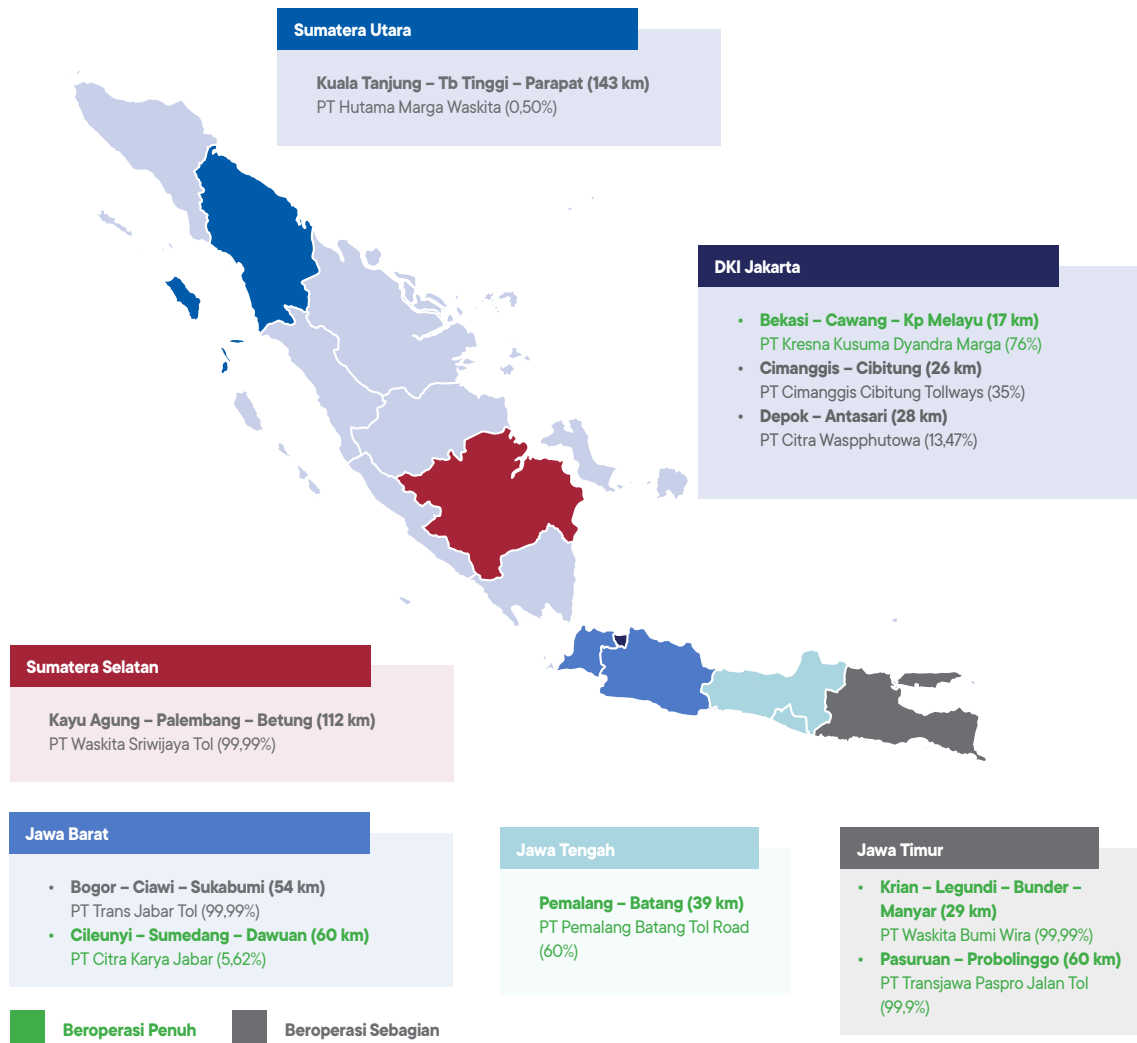 Sumatera Utara
Kuala Tanjung – Tb Tinggi – Parapat (143 km)
PT Hutama Marga Waskita (0,50%)
DKI Jakarta
• Bekasi – Cawang – Kp Melayu (17 km)
PT Kresna Kusuma Dyandra Marga (76%)
• Cimanggis – Cibitung (26 km)
PT Cimanggis Cibitung Tollways (35%)
• Depok – Antasari (28 km)
PT Citra Waspphutowa (13,47%)
Sumatera Selatan
Kayu Agung – Palembang – Betung (112 km)
PT Waskita Sriwijaya Tol (99,99%)
Jawa Barat
• Bogor – Ciawi – Sukabumi (54 km)
PT Trans Jabar Tol (99,99%)
• Cileunyi – Sumedang – Dawuan (60 km)
PT Citra Karya Jabar (5,62%)
Jawa Tengah
Pemalang – Batang (39 km)
PT Pemalang Batang Tol Road
(60%)
Jawa Timur
• Krian – Legundi – Bunder –
Manyar (29 km)
PT Waskita Bumi Wira (99,99%)
• Pasuruan – Probolinggo (60 km)
PT Transjawa Paspro Jalan Tol
(99,9%)
Beroperasi Penuh
Beroperasi Sebagian